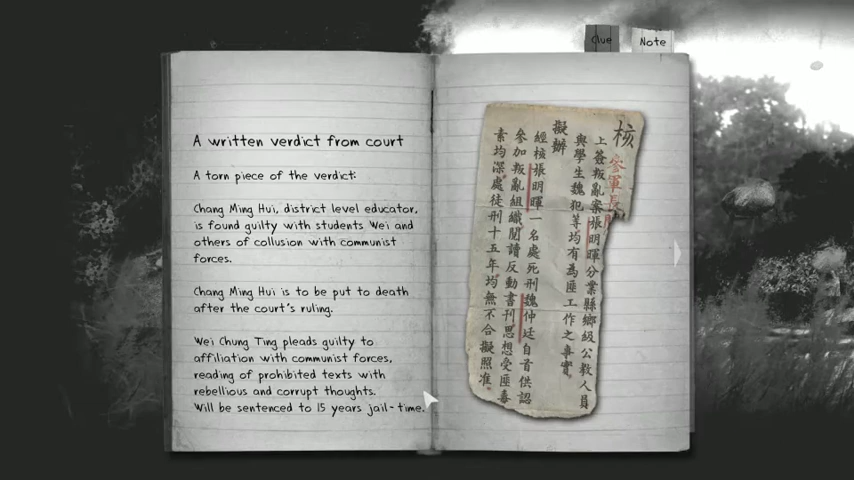 Clue
Note
A written verdict from court
A torn piece of the verdict:
Chang Ming Hui, district level educator,
is found guilty with students Wei and
others of collusion with communist
forces.
Chang Ming Hui is to be put to death
after the court's ruling.
Wei Chung Ting pleads guilty to
affiliation with communist forces,
reading of prohibited texts with
rebellious and corrupt thoughts.
Will be sentenced to 15 years jail-time.
核
上簽叛亂案張明暉分業縣鄉級公教人員
與學生魏犯等均有為匪工作之事實
擬辦
經核張明暉一名處死刑魏仲廷自首供認
參加叛亂組織閱讀反動書刊思想受匪毒
素均深處徒刑十五年均無不合擬照准